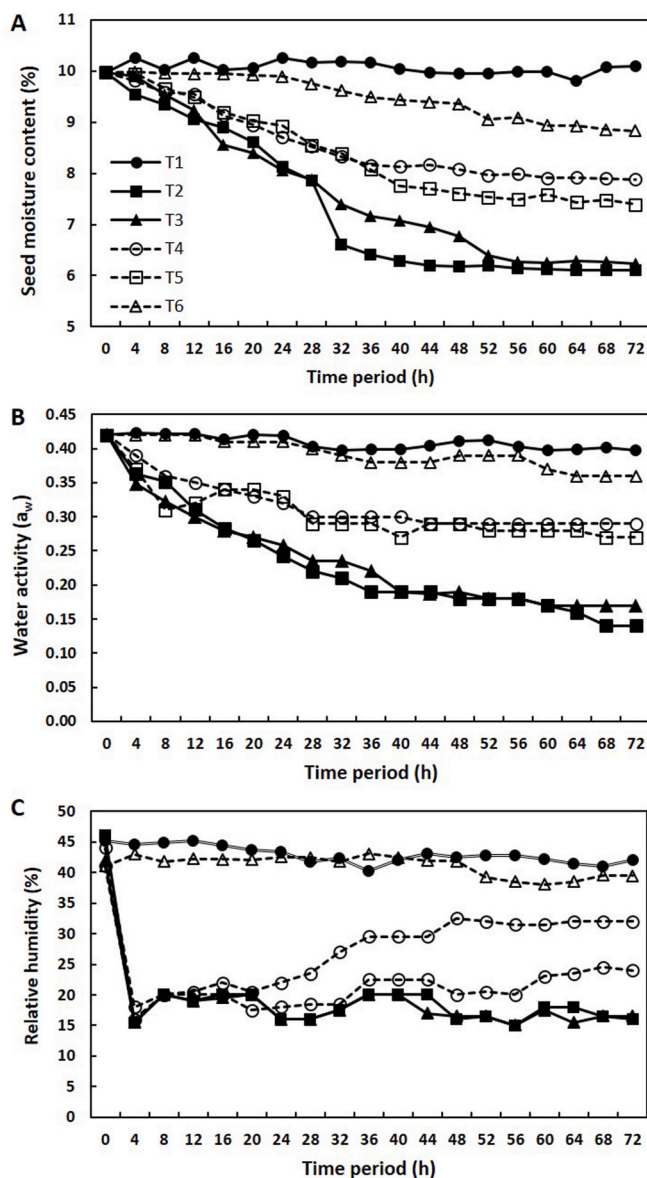 A
Seed moisture content (%)
11
10
9
8
7
6
5
T1
T2
T3
T4
T5
T6
0 4 8 12 16 20 24 28 32 36 40 44 48 52 56 60 64 68 72
Time period (h)
B
Water activity (aw)
0.45
0.40
0.35
0.30
0.25
0.20
0.15
0.10
0.05
0.00
0 4 8 12 16 20 24 28 32 36 40 44 48 52 56 60 64 68 72
Time period (h)
C
Relative humidity (%)
50
45
40
35
30
25
20
15
10
5
0
0 4 8 12 16 20 24 28 32 36 40 44 48 52 56 60 64 68 72
Time period (h)